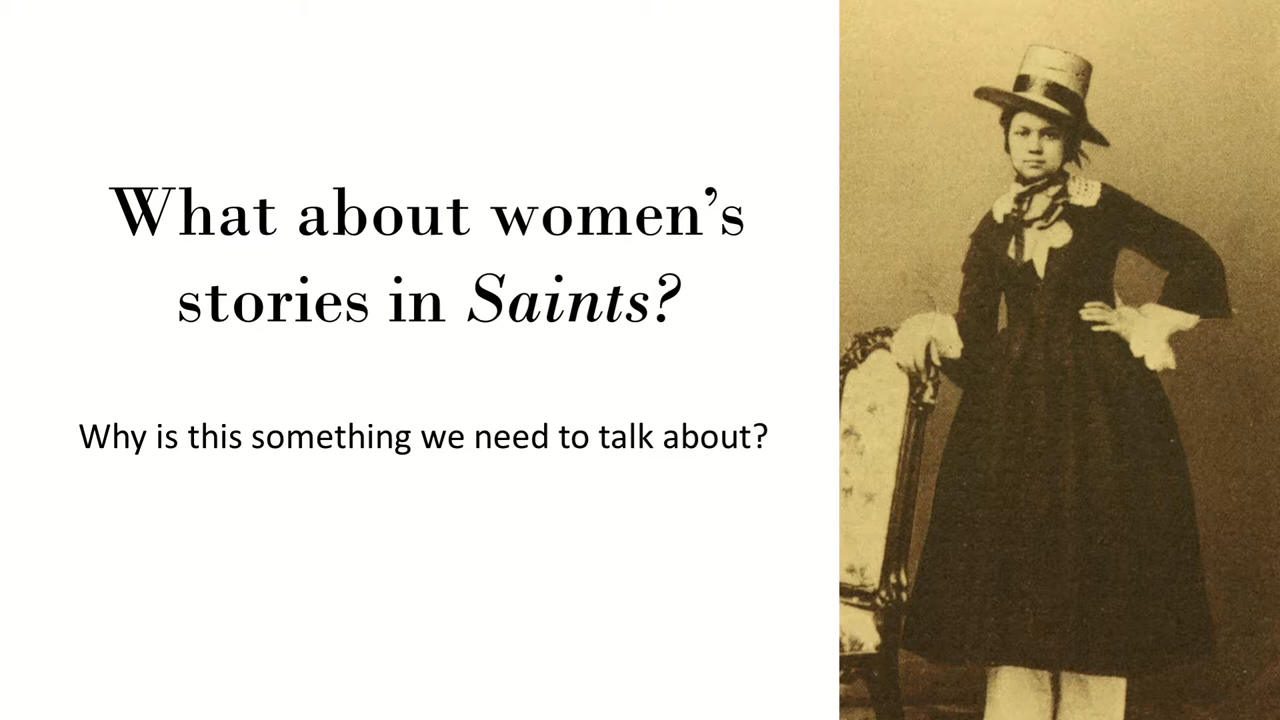 What about women’s
stories in Saints?
Why is this something we need to talk about?